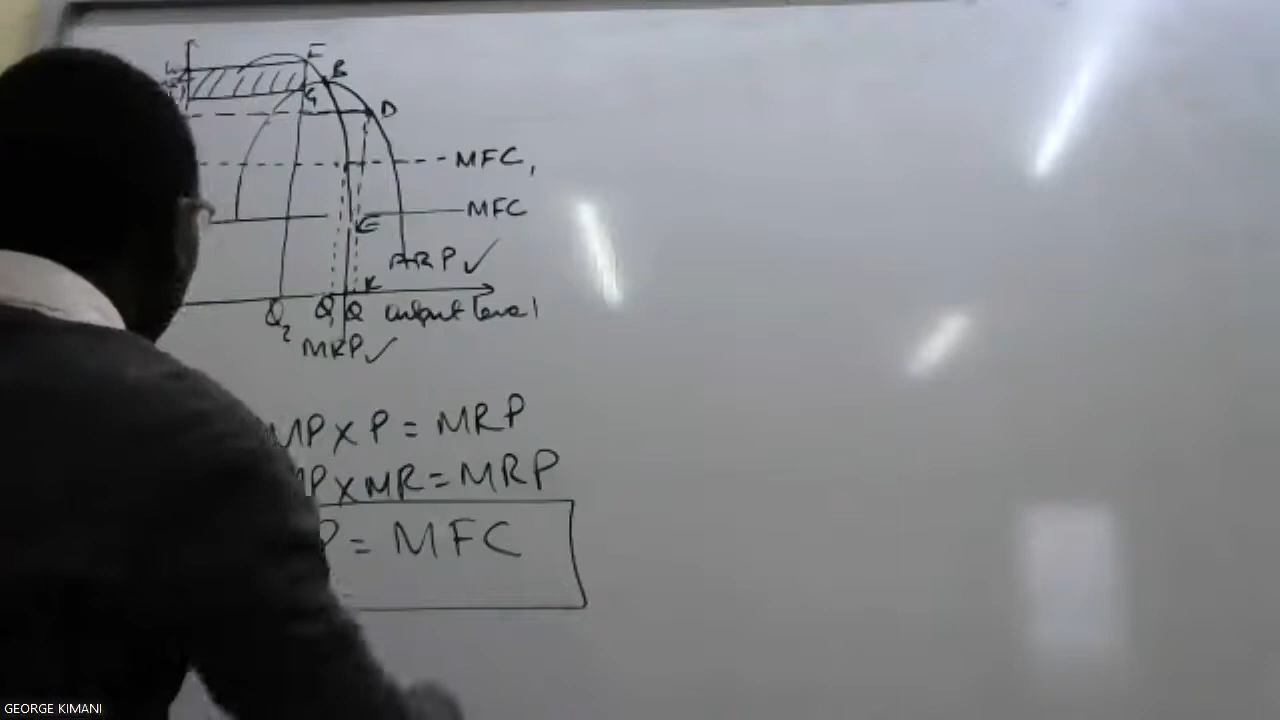 F
B
G
D
MFC,
MFC
E
ARP✓
K
Q2 Q1 Q output level
MRP✓
MP x P = MRP
MP x MR = MRP
P = MFC
GEORGE KIMANI